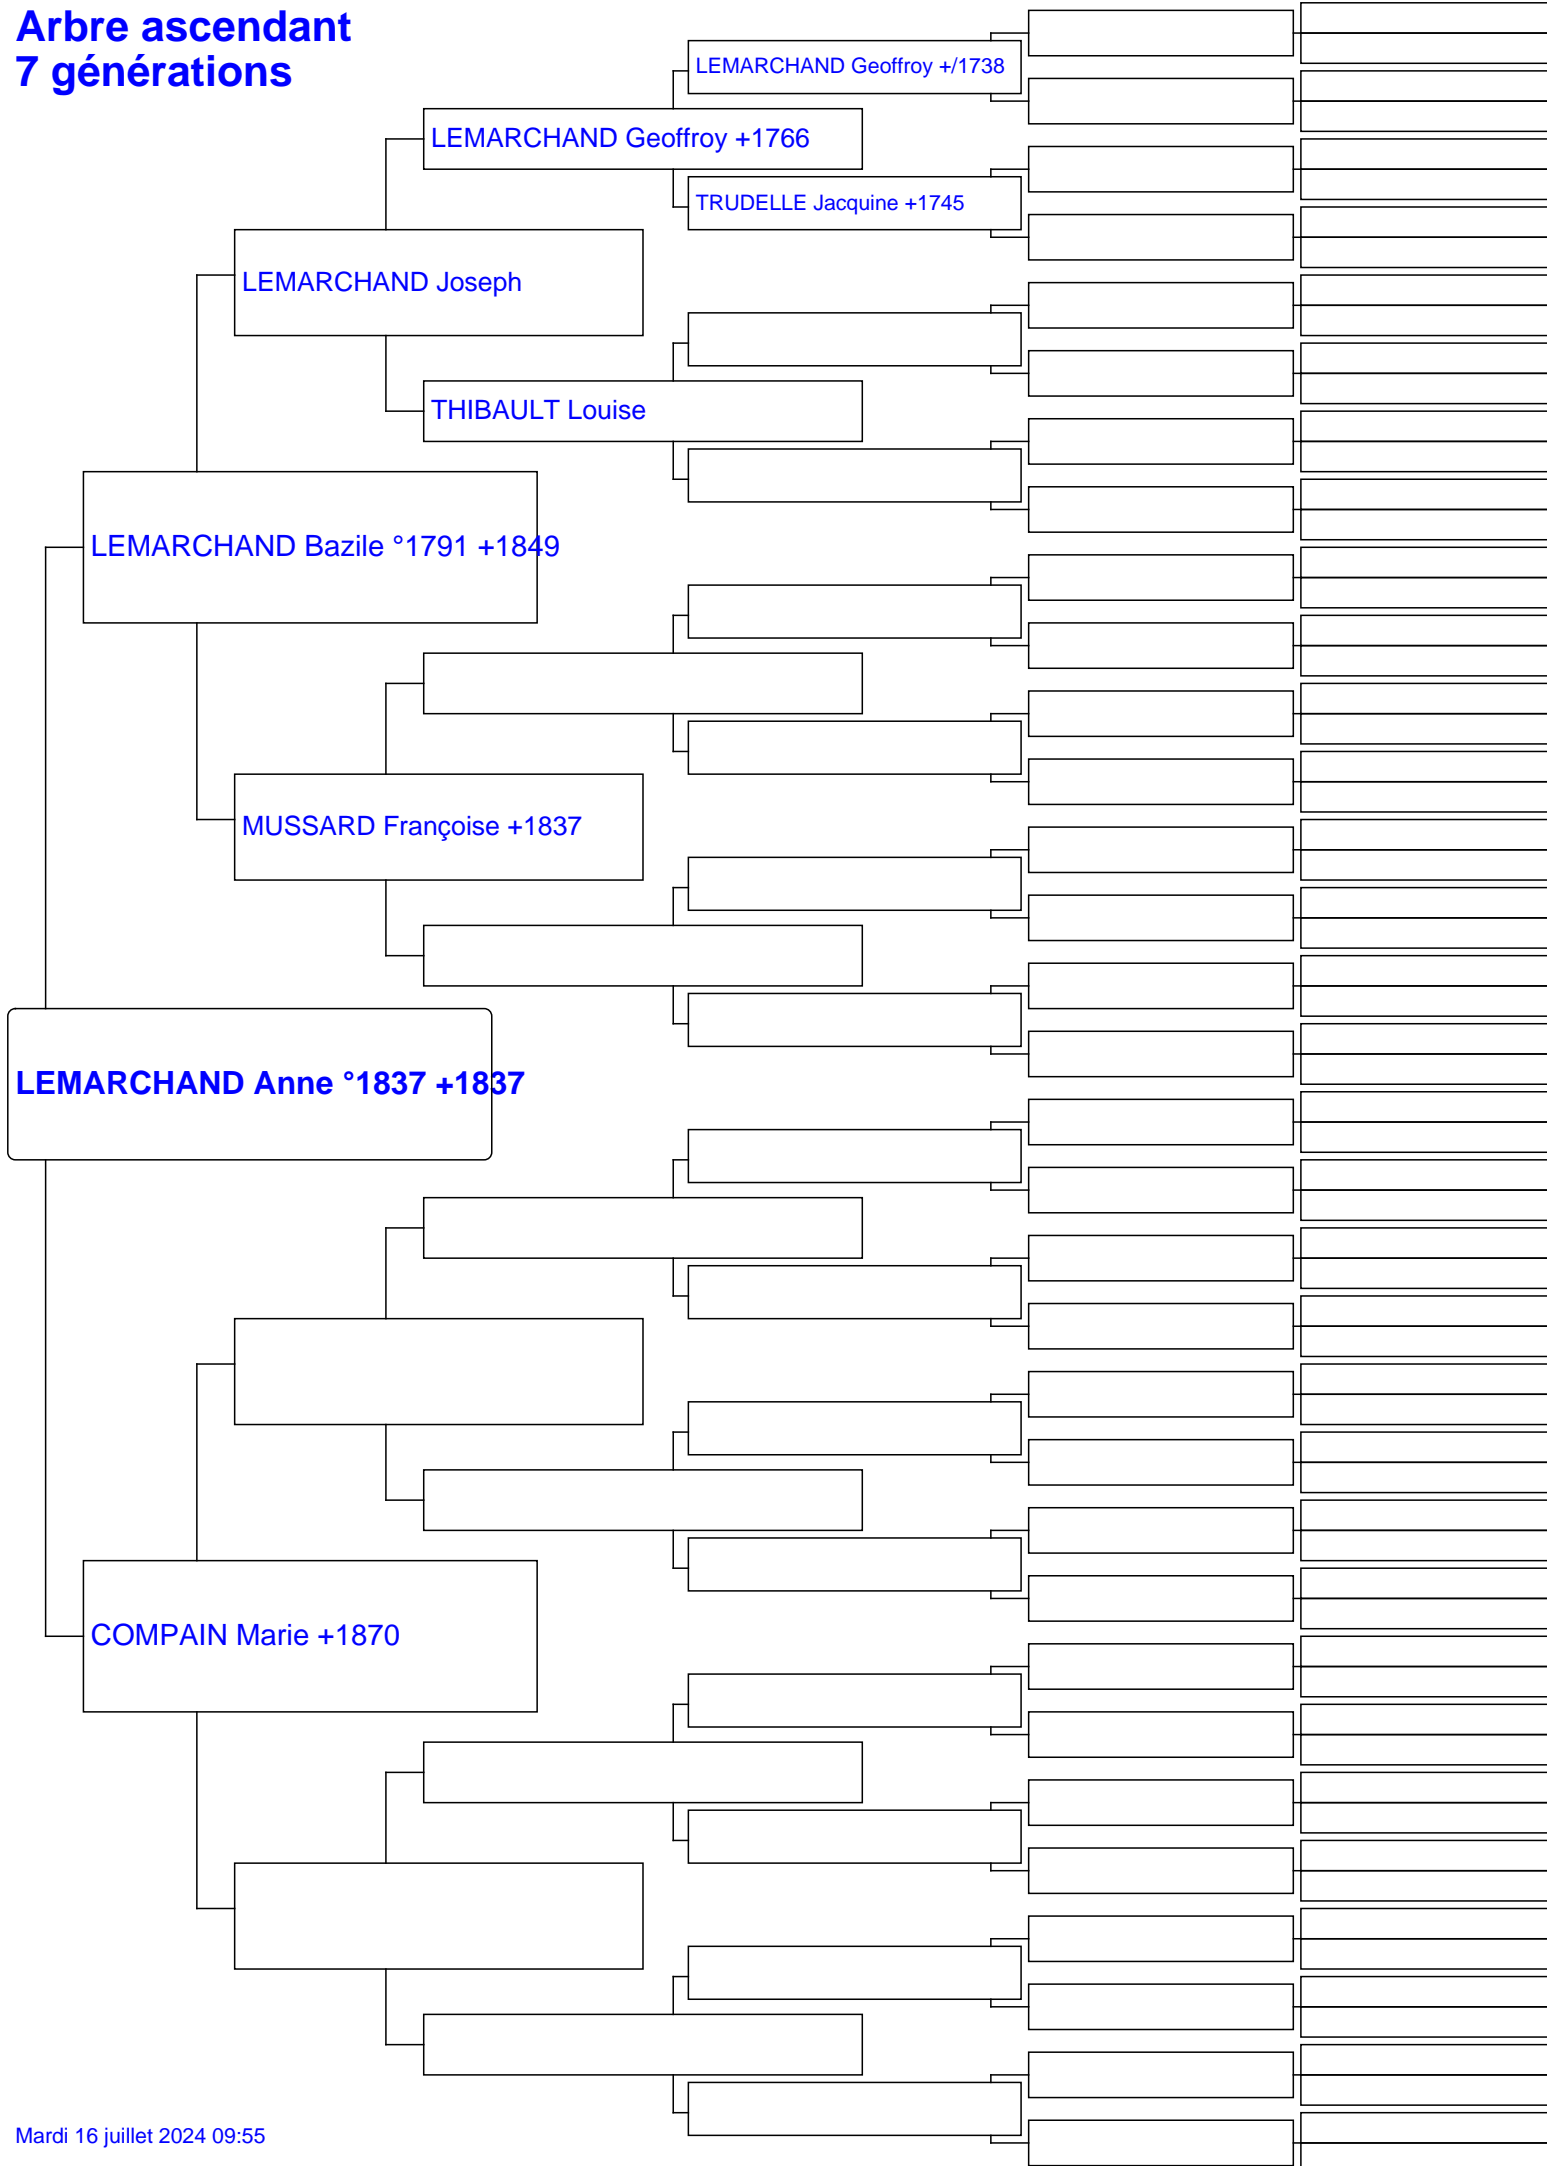 Arbre ascendant
7 générations
LEMARCHAND Geoffroy +/1738
LEMARCHAND Geoffroy +1766
TRUDELLE Jacquine +1745
LEMARCHAND Joseph
THIBAULT Louise
LEMARCHAND Bazile °1791 +1849
MUSSARD Françoise +1837
LEMARCHAND Anne °1837 +1837
COMPAIN Marie +1870
Mardi 16 juillet 2024 09:55